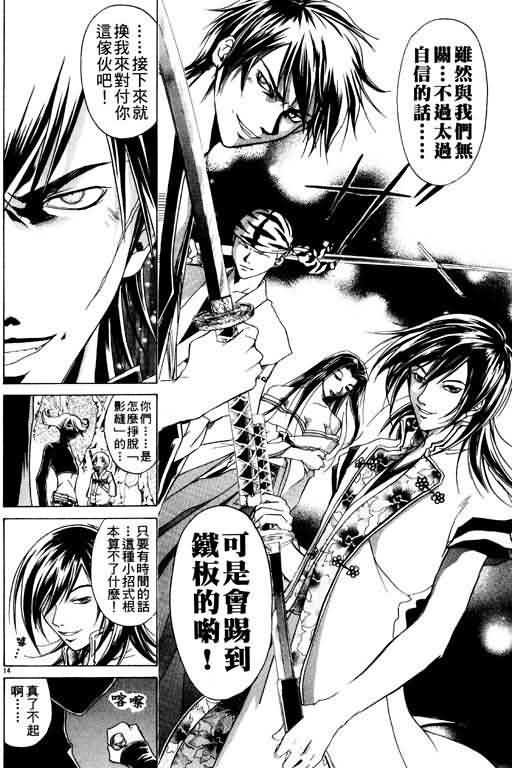 雖然與我們無
關…不過太過
自信的話……
可是會踢到
鐵板的喲！
……接下來就
換我來對付你
這傢伙吧！
你們……是
怎麼掙脫「
影縫」的…
只要有時間的話
…這種小招式根
本算不了什麼！
嗤
14
喀嚓
真了不起
啊……